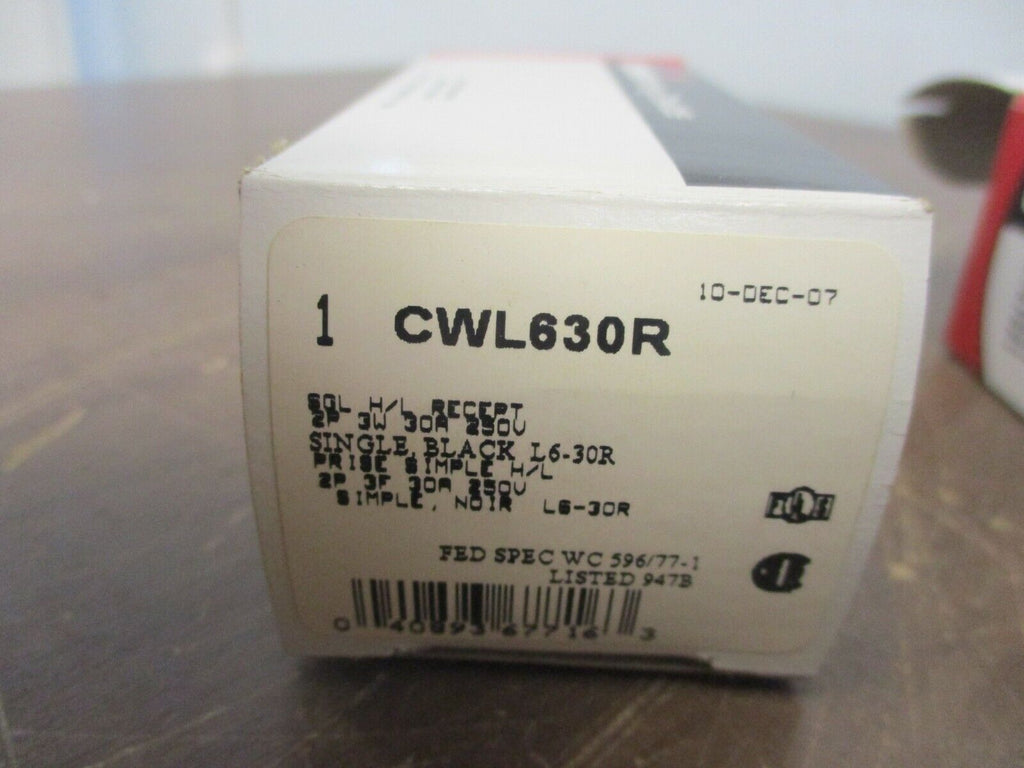 1 CWL630R
10-DEC-07
SGL H/L RECEPT
2P 3W 30A 250V
SINGLE, BLACK L6-30R
PRISE SIMPLE H/L
2P 3F 30A 250V
SIMPLE, NOIR L6-30R
FED SPEC WC 596/77-1
LISTED 947B
0 40893 67716 3